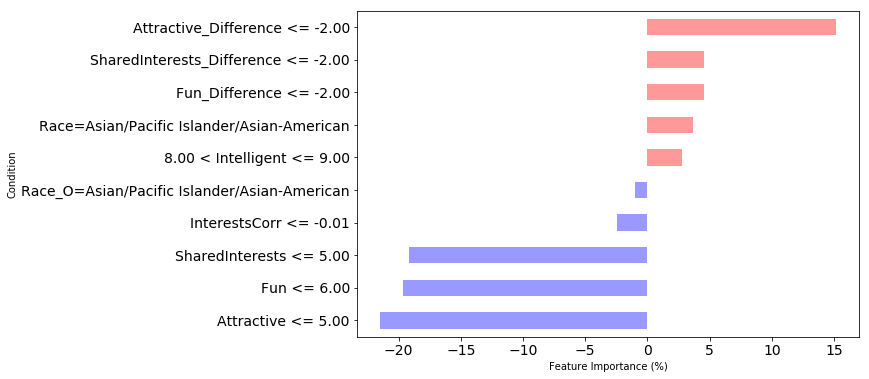 Attractive_Difference <= -2.00
SharedInterests_Difference <= -2.00
Fun_Difference <= -2.00
Race=Asian/Pacific Islander/Asian-American
8.00 < Intelligent <= 9.00
Race_O=Asian/Pacific Islander/Asian-American
InterestsCorr <= -0.01
SharedInterests <= 5.00
Fun <= 6.00
Attractive <= 5.00
Condition
−20 −15 −10 −5 0 5 10 15
Feature Importance (%)